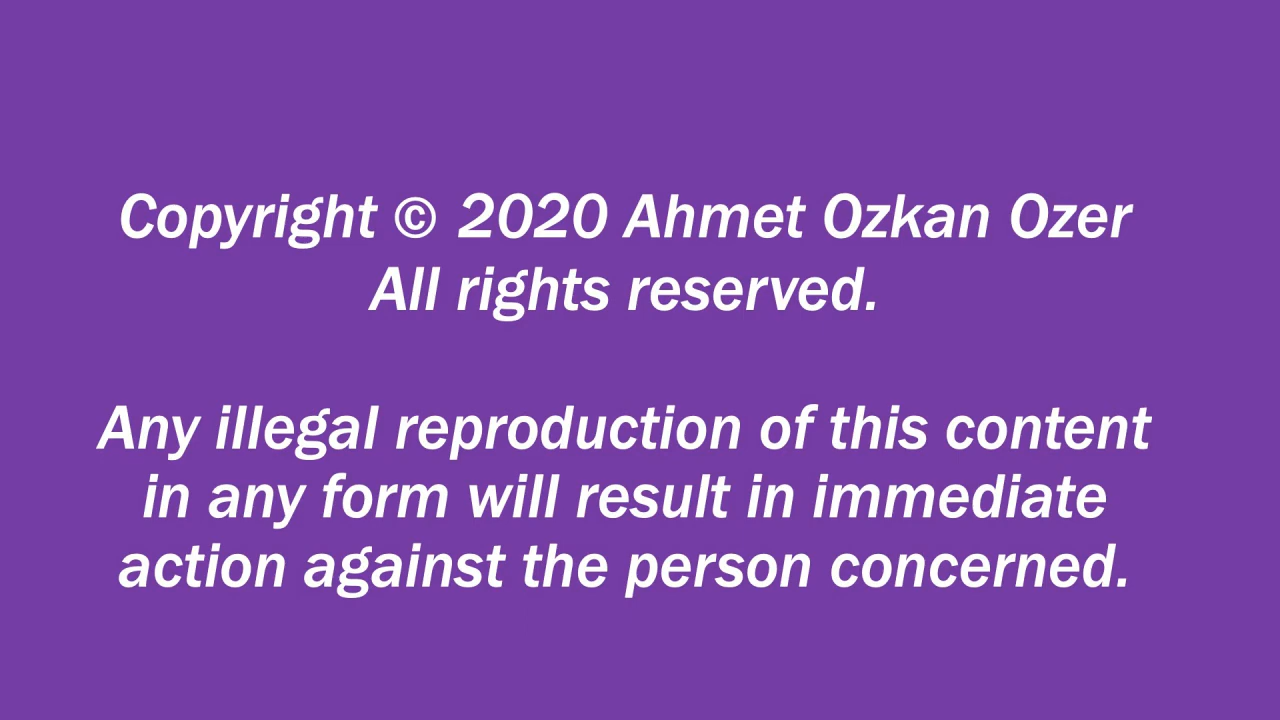 Copyright © 2020 Ahmet Ozkan Ozer
All rights reserved.
Any illegal reproduction of this content
in any form will result in immediate
action against the person concerned.